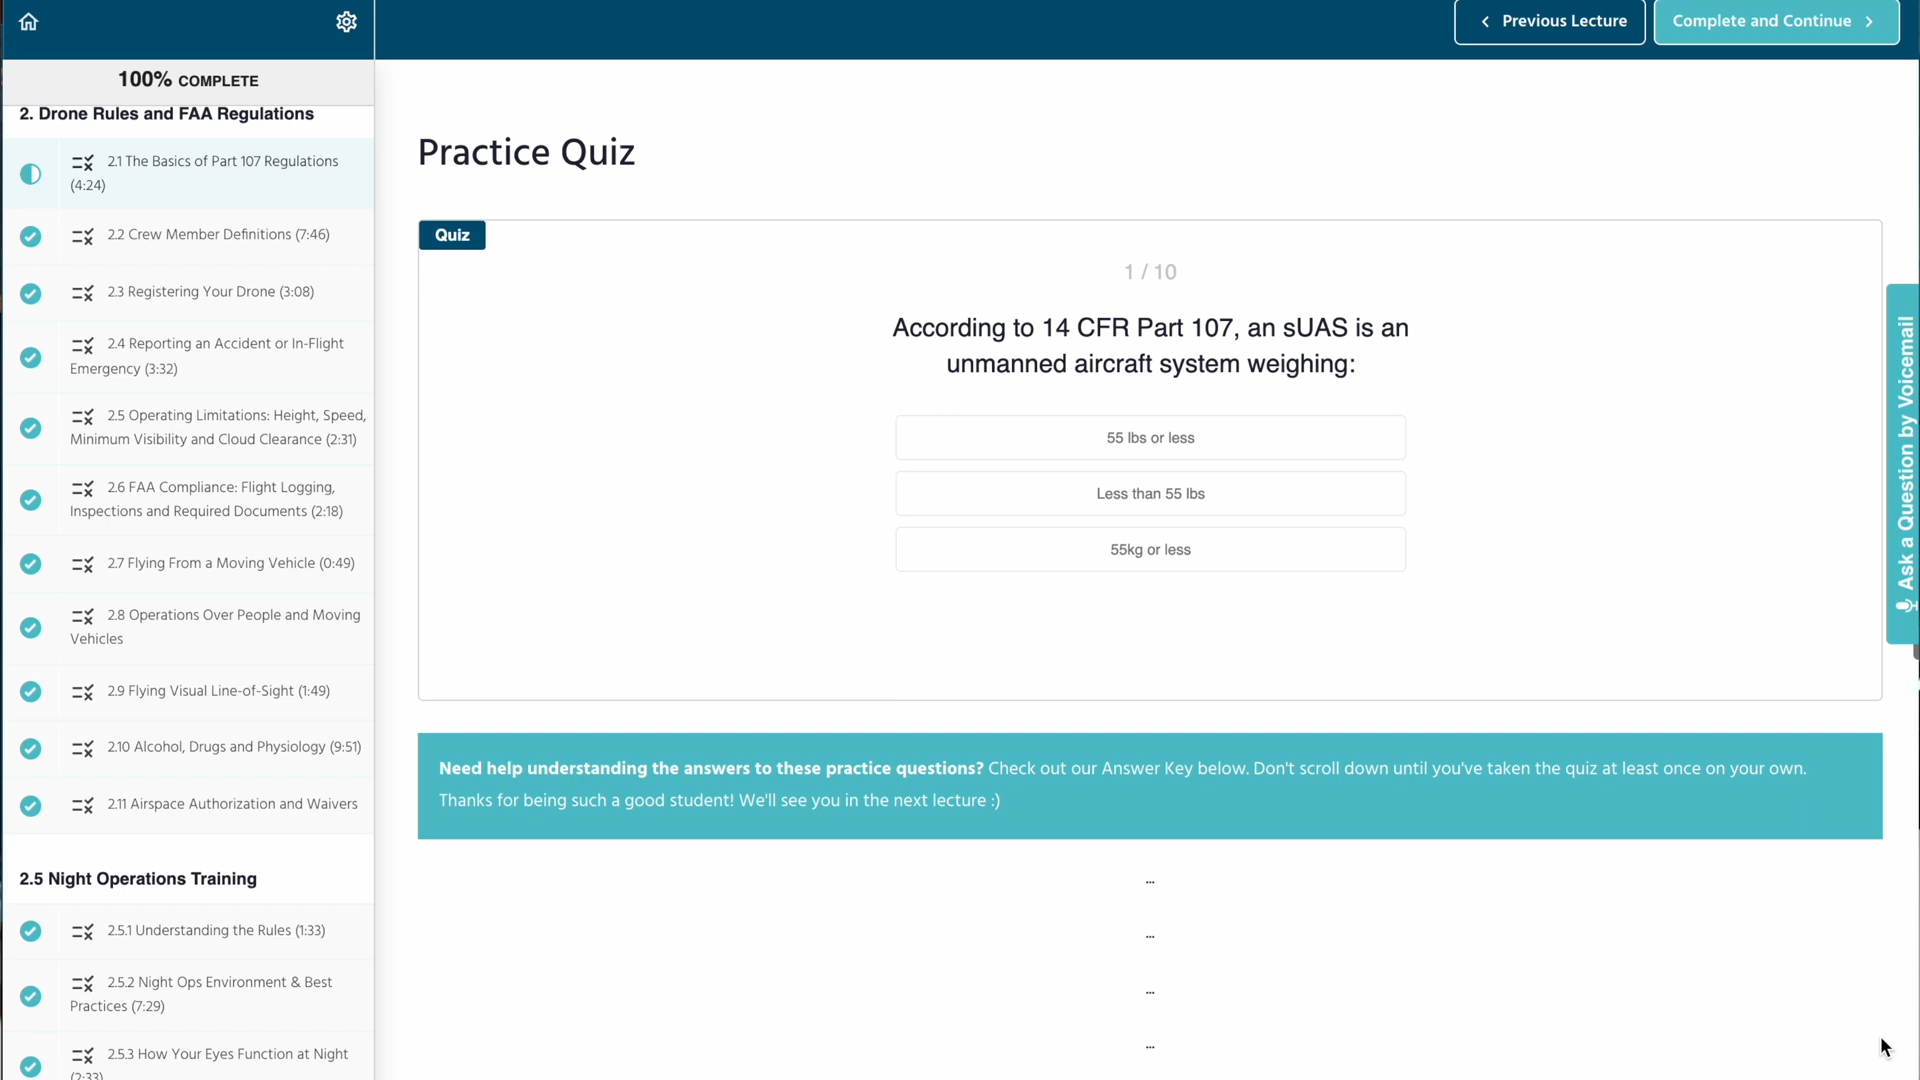 Previous Lecture
Complete and Continue
100% COMPLETE
2. Drone Rules and FAA Regulations
2.1 The Basics of Part 107 Regulations
(4:24)
2.2 Crew Member Definitions (7:46)
2.3 Registering Your Drone (3:08)
2.4 Reporting an Accident or In-Flight
Emergency (3:32)
2.5 Operating Limitations: Height, Speed,
Minimum Visibility and Cloud Clearance (2:31)
2.6 FAA Compliance: Flight Logging,
Inspections and Required Documents (2:18)
2.7 Flying From a Moving Vehicle (0:49)
2.8 Operations Over People and Moving
Vehicles
2.9 Flying Visual Line-of-Sight (1:49)
2.10 Alcohol, Drugs and Physiology (9:51)
2.11 Airspace Authorization and Waivers
2.5 Night Operations Training
2.5.1 Understanding the Rules (1:33)
2.5.2 Night Ops Environment & Best
Practices (7:29)
2.5.3 How Your Eyes Function at Night
(2:33)
Practice Quiz
Quiz
1 / 10
According to 14 CFR Part 107, an sUAS is an
unmanned aircraft system weighing:
55 lbs or less
Less than 55 lbs
55kg or less
Need help understanding the answers to these practice questions? Check out our Answer Key below. Don't scroll down until you've taken the quiz at least once on your own.
Thanks for being such a good student! We'll see you in the next lecture :)
...
...
...
...
Ask a Question by Voicemail